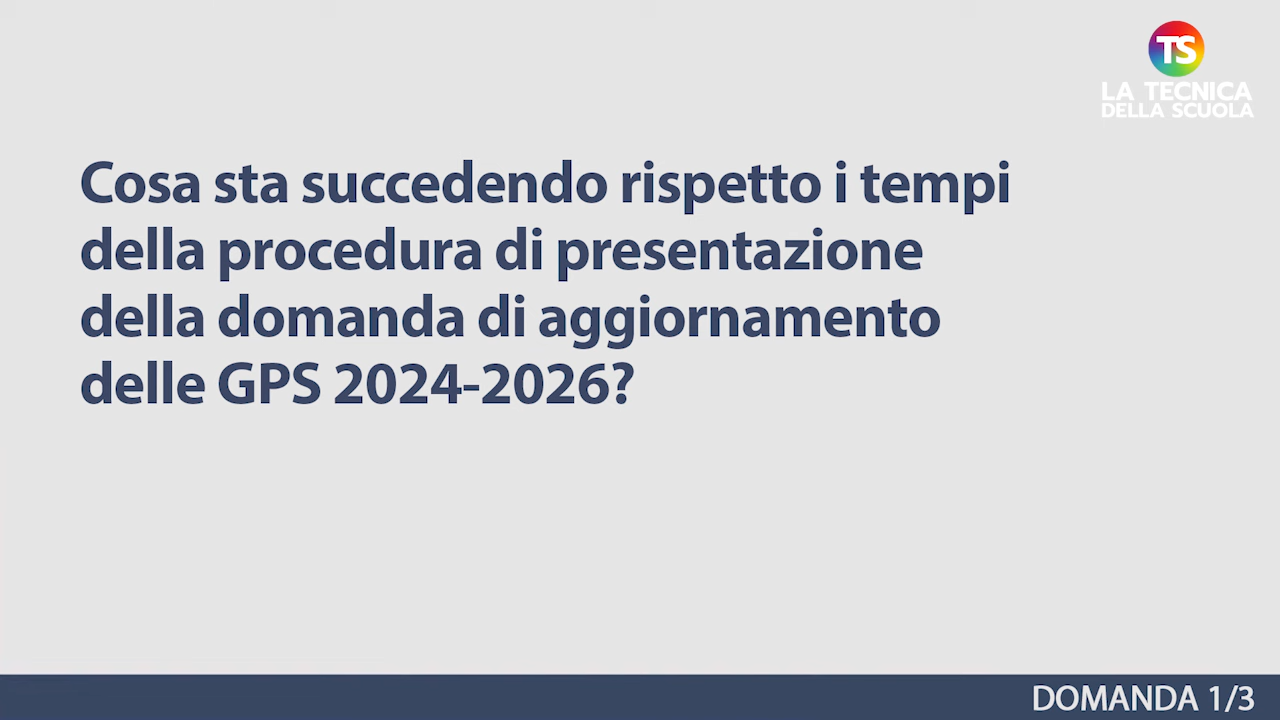 TS
LA TECNICA
DELLA SCUOLA
Cosa sta succedendo rispetto i tempi
della procedura di presentazione
della domanda di aggiornamento
delle GPS 2024-2026?
DOMANDA 1/3